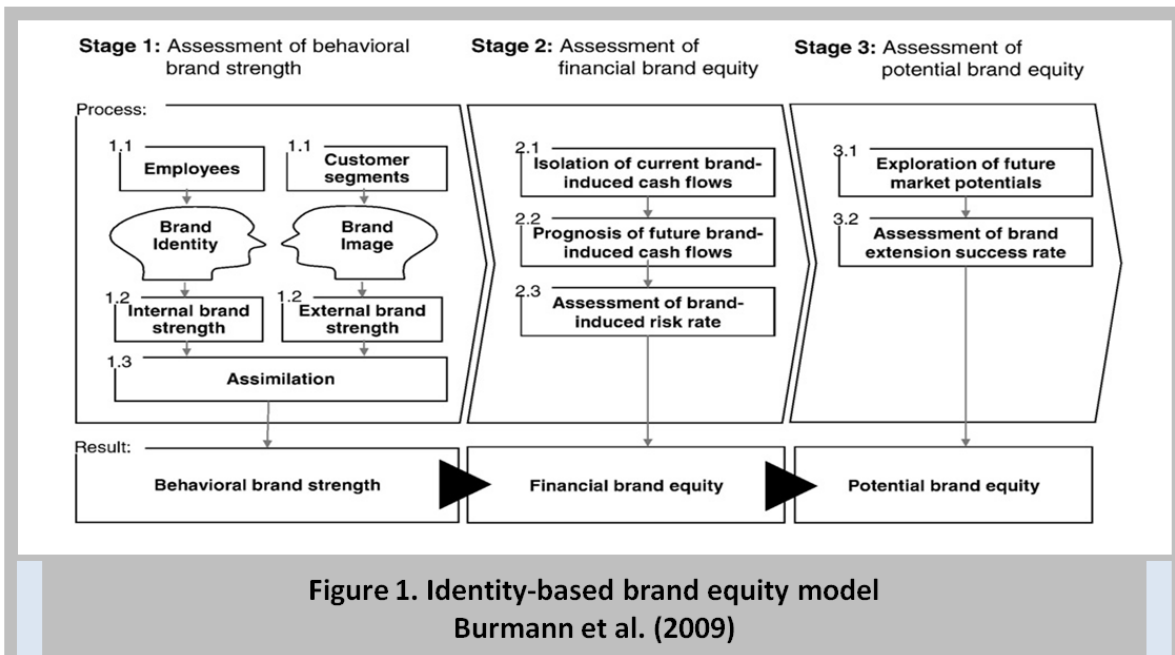 Stage 1: Assessment of behavioral
brand strength
Stage 2: Assessment of
financial brand equity
Stage 3: Assessment of
potential brand equity
Process:
1.1
Employees
1.1
Customer
segments
Brand
Identity
Brand
Image
1.2
Internal brand
strength
1.2
External brand
strength
1.3
Assimilation
2.1
Isolation of current brand-
induced cash flows
2.2
Prognosis of future brand-
induced cash flows
2.3
Assessment of brand-
induced risk rate
3.1
Exploration of future
market potentials
3.2
Assessment of brand
extension success rate
Result:
Behavioral brand strength
Financial brand equity
Potential brand equity
Figure 1. Identity-based brand equity model
Burmann et al. (2009)